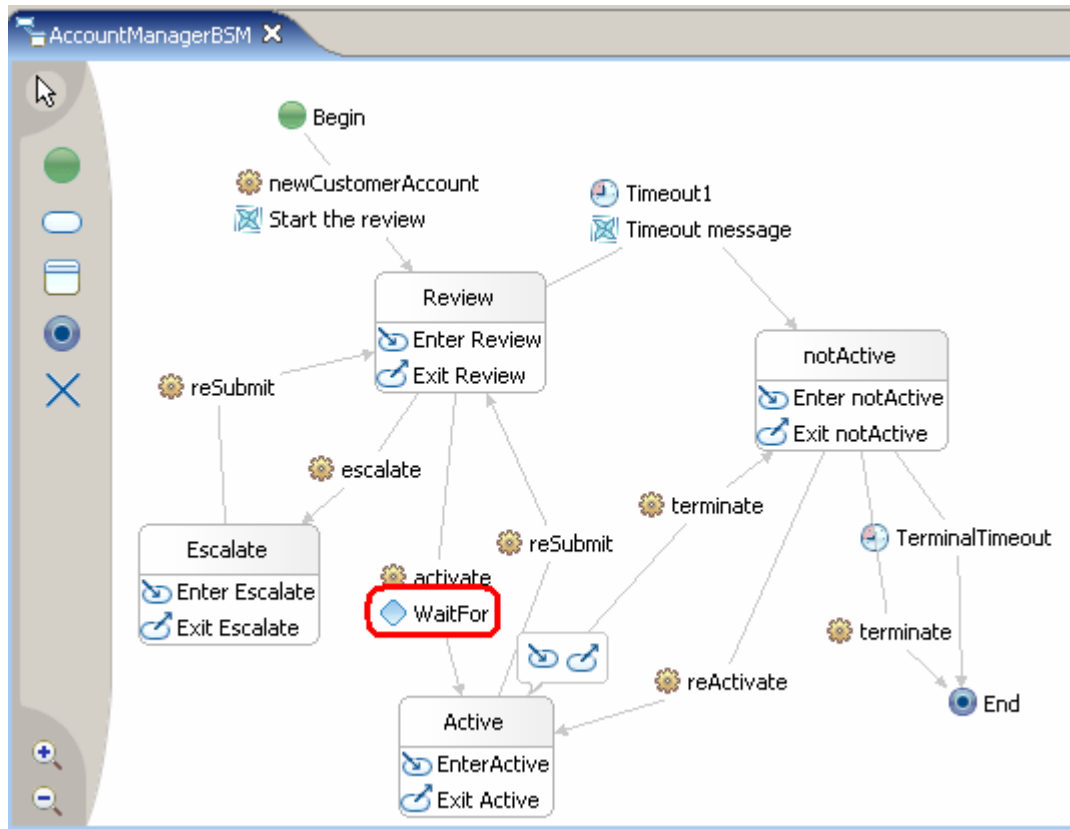 AccountManagerBSM
Begin
newCustomerAccount
Start the review
Timeout1
Timeout message
Review
Enter Review
Exit Review
notActive
Enter notActive
Exit notActive
reSubmit
escalate
terminate
Escalate
Enter Escalate
Exit Escalate
reSubmit
TerminalTimeout
activate
WaitFor
terminate
reActivate
End
Active
EnterActive
Exit Active